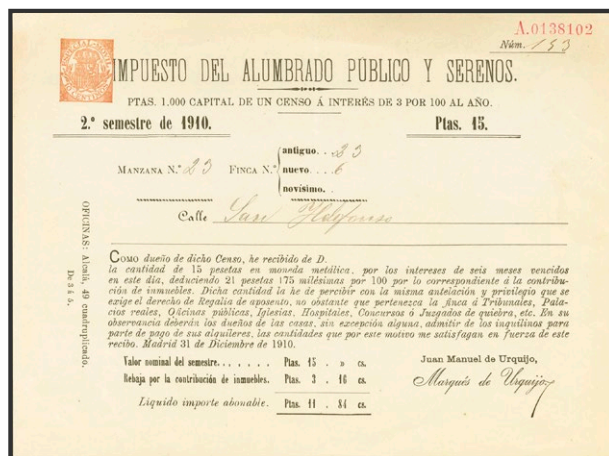 A.0138102
Núm. 153
IMPUESTO DEL ALUMBRADO PÚBLICO Y SERENOS.
PTAS. 1.000 CAPITAL DE UN CENSO Á INTERÉS DE 3 POR 100 AL AÑO.
2.º semestre de 1910.
Ptas. 15.
MANZANA N.º 23 FINCA N.º
antiguo. . 23
nuevo . . 6
novísimo. .
Calle San Ildefonso
OFICINAS: Alcalá, 49 cuadruplicado.
De 3 á 5.
COMO dueño de dicho Censo, he recibido de D.
la cantidad de 15 pesetas en moneda metálica, por los intereses de seis meses vencidos
en este día, deduciendo 21 pesetas 175 milésimas por 100 por lo correspondiente á la contribu-
ción de inmuebles. Dicha cantidad la he de percibir con la misma antelación y privilegio que se
exige el derecho de Regalía de aposento, no obstante que pertenezca la finca á Tribunales, Pala-
cios reales, Oficinas públicas, Iglesias, Hospitales, Concursos ó Juzgados de quiebra, etc. En su
observancia deberán los dueños de las casas, sin excepción alguna, admitir de los inquilinos para
parte de pago de sus alquileres, las cantidades que por este motivo me satisfagan en fuerza de este
recibo. Madrid 31 de Diciembre de 1910.
Valor nominal del semestre. . . . . . Ptas. 15 . » cs.
Rebaja por la contribución de inmuebles. Ptas. 3 . 16 cs.
Líquido importe abonable. Ptas. 11 . 84 cs.
Juan Manuel de Urquijo,
Marqués de Urquijo